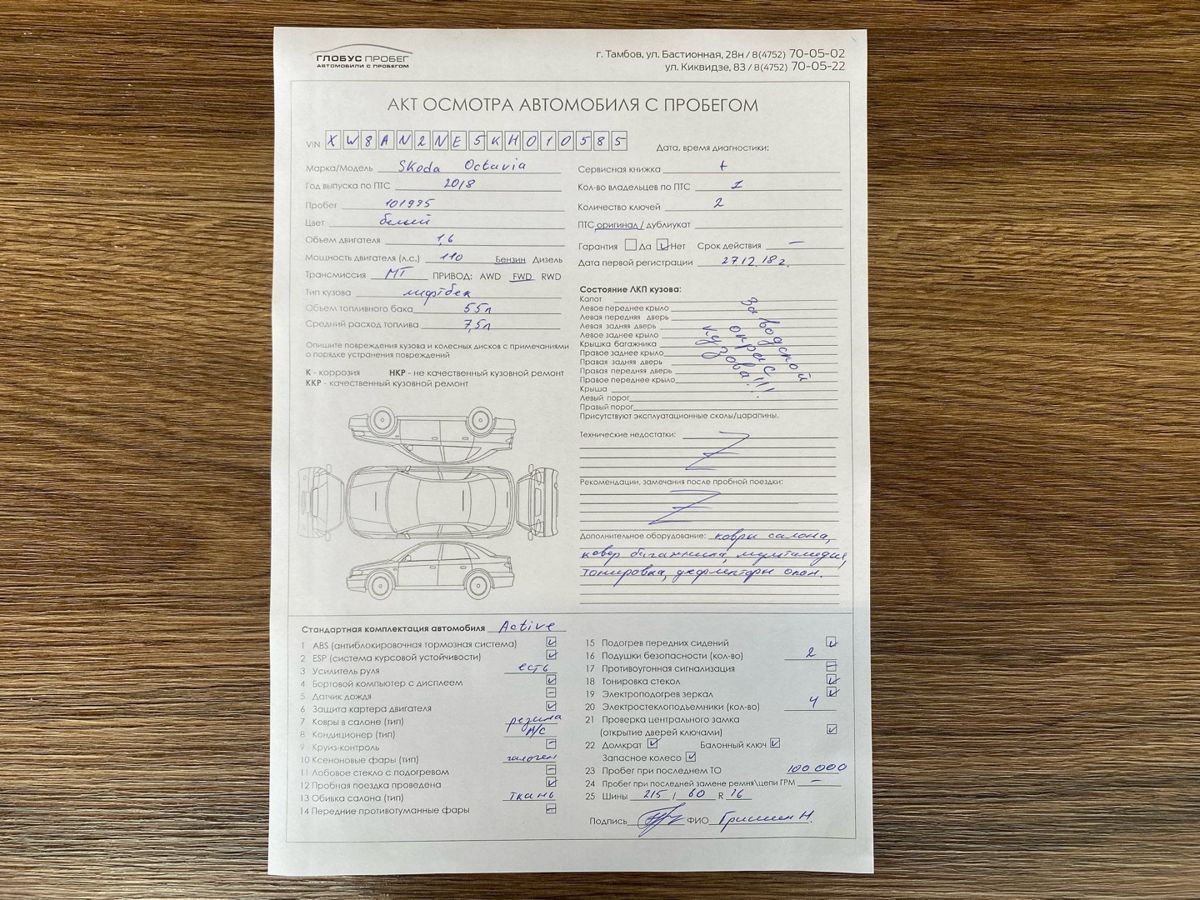 ГЛОБУС ПРОБЕГ
АВТОМОБИЛИ С ПРОБЕГОМ
г. Тамбов, ул. Бастионная, 28н / 8(4752) 70-05-02
ул. Киквидзе, 83 / 8(4752) 70-05-22
АКТ ОСМОТРА АВТОМОБИЛЯ С ПРОБЕГОМ
VIN XW8AN2NE5KH010585
Дата, время диагностики:
Марка/Модель Skoda Octavia
Год выпуска по ПТС 2018
Пробег 101995
Цвет белый
Объем двигателя 1,6
Мощность двигателя (л.с.) 110 Бензин Дизель
Трансмиссия МТ ПРИВОД: AWD FWD RWD
Тип кузова лифтбек
Объем топливного бака 55л
Средний расход топлива 7,5л
Сервисная книжка +
Кол-во владельцев по ПТС 1
Количество ключей 2
ПТС оригинал / дубликат
Гарантия Да Нет Срок действия —
Дата первой регистрации 27.12.18г.
Опишите повреждения кузова и колесных дисков с примечаниями
о порядке устранения повреждений
К - коррозия НКР - не качественный кузовной ремонт
ККР - качественный кузовной ремонт
Состояние ЛКП кузова:
Капот
Левое переднее крыло
Левая передняя дверь
Левая задняя дверь
Левое заднее крыло
Крышка багажника
Правое заднее крыло
Правая задняя дверь
Правая передняя дверь
Правое переднее крыло
Крыша
Левый порог
Правый порог
Заводской
окрас
кузова!!!
Присутствуют эксплуатационные сколы/царапины.
Технические недостатки: Z
Рекомендации, замечания после пробной поездки: Z
Дополнительное оборудование: ковры салона,
ковер багажника, мультимедия,
тонировка, дефлекторы окон.
Стандартная комплектация автомобиля Active
1 ABS (антиблокировочная тормозная система)
2 ESP (система курсовой устойчивости)
3 Усилитель руля есть
4 Бортовой компьютер с дисплеем
5 Датчик дождя
6 Защита картера двигателя
7 Ковры в салоне (тип) резина
8 Кондиционер (тип) А/С
9 Круиз-контроль
10 Ксеноновые фары (тип) галоген
11 Лобовое стекло с подогревом
12 Пробная поездка проведена
13 Обивка салона (тип) ткань
14 Передние противотуманные фары
15 Подогрев передних сидений
16 Подушки безопасности (кол-во) 2
17 Противоугонная сигнализация
18 Тонировка стекол
19 Электроподогрев зеркал
20 Электростеклоподъемники (кол-во) 4
21 Проверка центрального замка
(открытие дверей ключами)
22 Домкрат Балонный ключ
Запасное колесо
23 Пробег при последнем ТО 100.000
24 Пробег при последней замене ремня\цепи ГРМ —
25 Шины 215 / 60 R 16
Подпись ФИО Гришин Н.